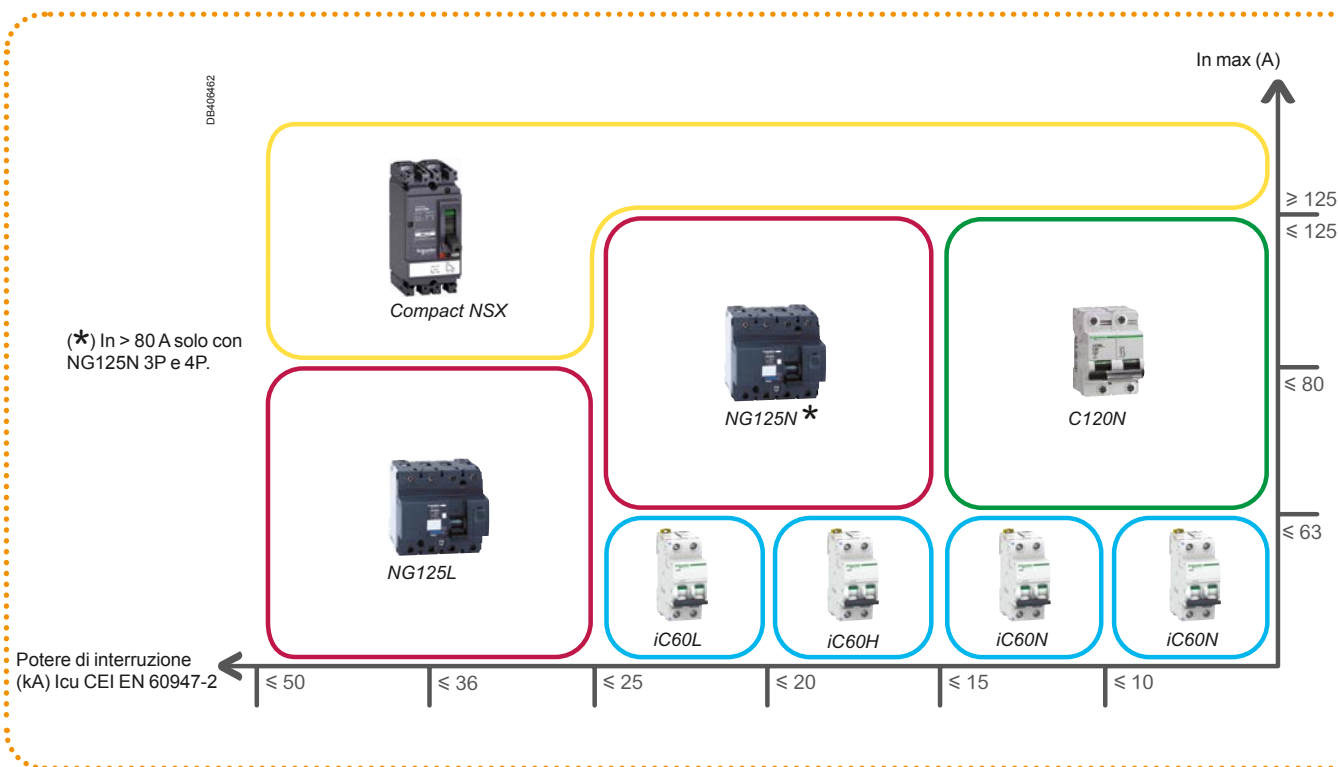 In max (A)
DB406462
⩾ 125
⩽ 125
Compact NSX
(*) In > 80 A solo con
NG125N 3P e 4P.
⩽ 80
NG125N *
C120N
⩽ 63
NG125L
iC60L
iC60H
iC60N
iC60N
Potere di interruzione
(kA) Icu CEI EN 60947-2
⩽ 50
⩽ 36
⩽ 25
⩽ 20
⩽ 15
⩽ 10